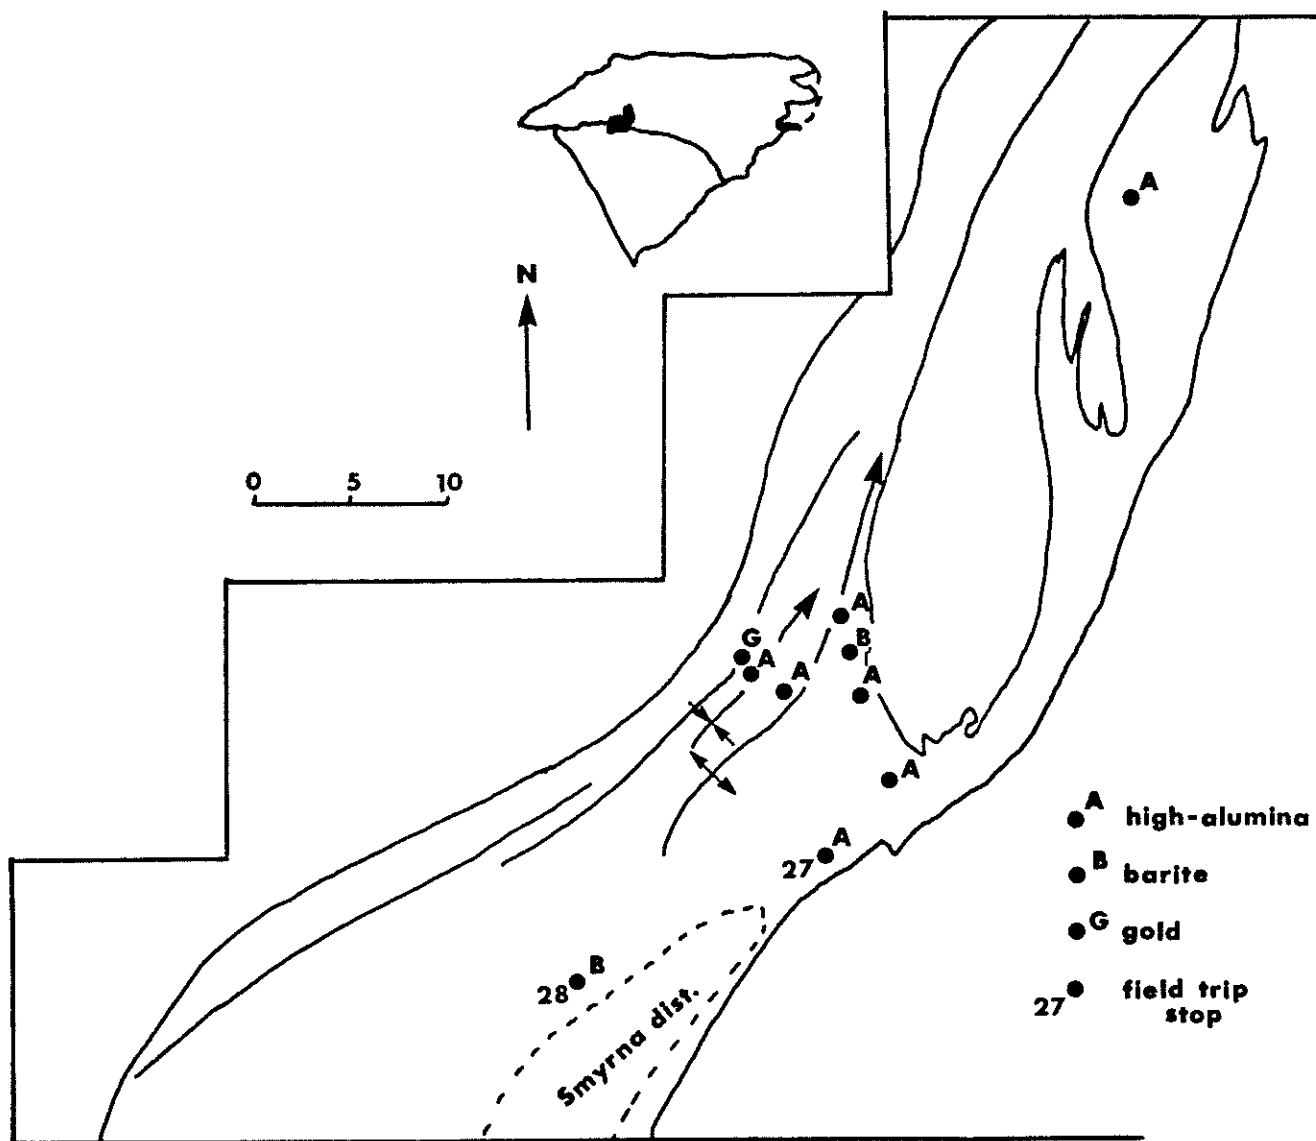 N
0 5 10
A
A
G
B
A
A
A
A
A
27
B
28
Smyrna dist.
A high-alumina
B barite
G gold
27 field trip
stop